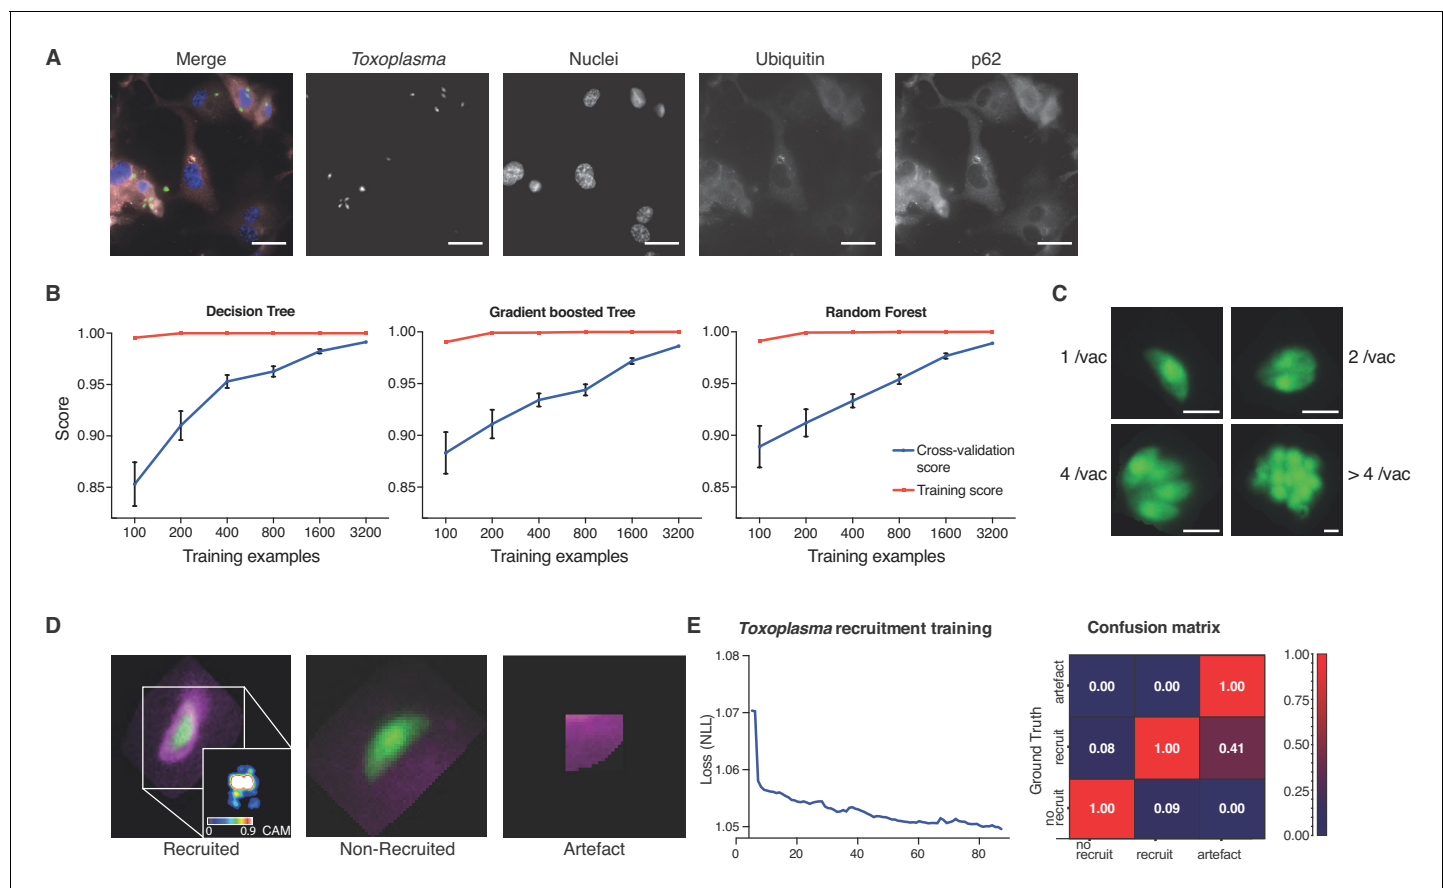 A
Merge
Toxoplasma
Nuclei
Ubiquitin
p62
B
Decision Tree
Score
1.00
0.95
0.90
0.85
100 200 400 800 1600 3200
Training examples
Gradient boosted Tree
1.00
0.95
0.90
0.85
100 200 400 800 1600 3200
Training examples
Random Forest
1.00
0.95
0.90
0.85
Cross-validation
score
Training score
100 200 400 800 1600 3200
Training examples
C
1 /vac
2 /vac
4 /vac
> 4 /vac
D
0 0.9 CAM
Recruited
Non-Recruited
Artefact
E
Toxoplasma recruitment training
Loss (NLL)
1.08
1.07
1.06
1.05
0 20 40 60 80
Confusion matrix
Ground Truth
artefact
0.00 0.00 1.00
recruit
0.08 1.00 0.41
no
recruit
1.00 0.09 0.00
no
recruit
recruit
artefact
1.00
0.75
0.50
0.25
0.00